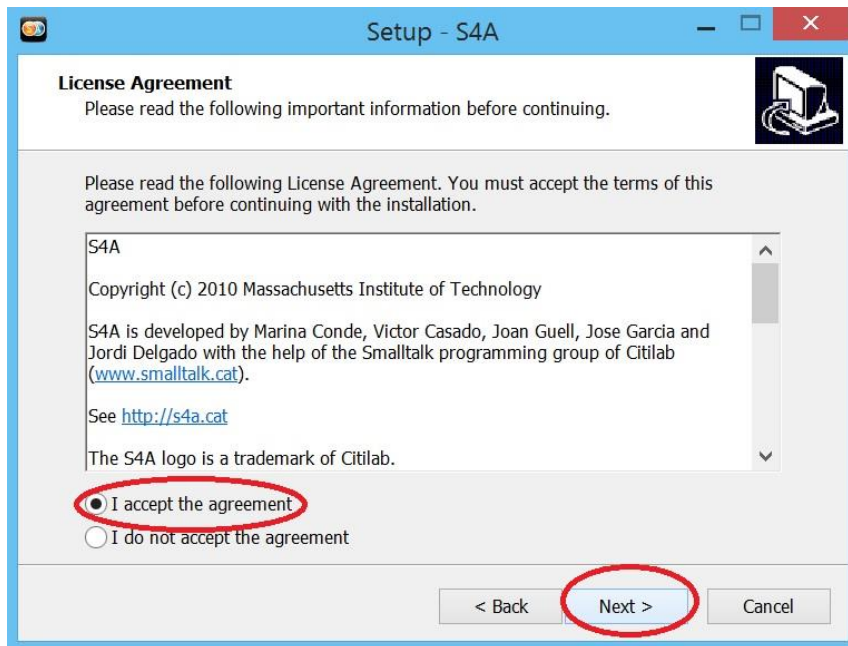 Setup - S4A
License Agreement
Please read the following important information before continuing.
Please read the following License Agreement. You must accept the terms of this
agreement before continuing with the installation.
S4A
Copyright (c) 2010 Massachusetts Institute of Technology
S4A is developed by Marina Conde, Victor Casado, Joan Guell, Jose Garcia and
Jordi Delgado with the help of the Smalltalk programming group of Citilab
(www.smalltalk.cat).
See http://s4a.cat
The S4A logo is a trademark of Citilab.
I accept the agreement
I do not accept the agreement
< Back Next > Cancel